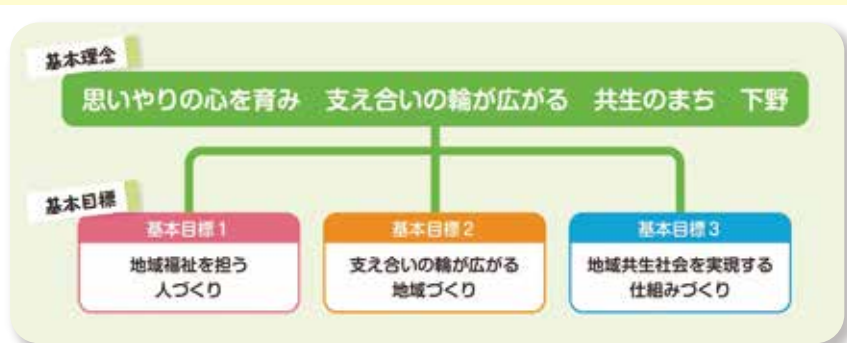 基本理念
思いやりの心を育み 支え合いの輪が広がる 共生のまち 下野
基本目標
基本目標1
地域福祉を担う
人づくり
基本目標2
支え合いの輪が広がる
地域づくり
基本目標3
地域共生社会を実現する
仕組みづくり